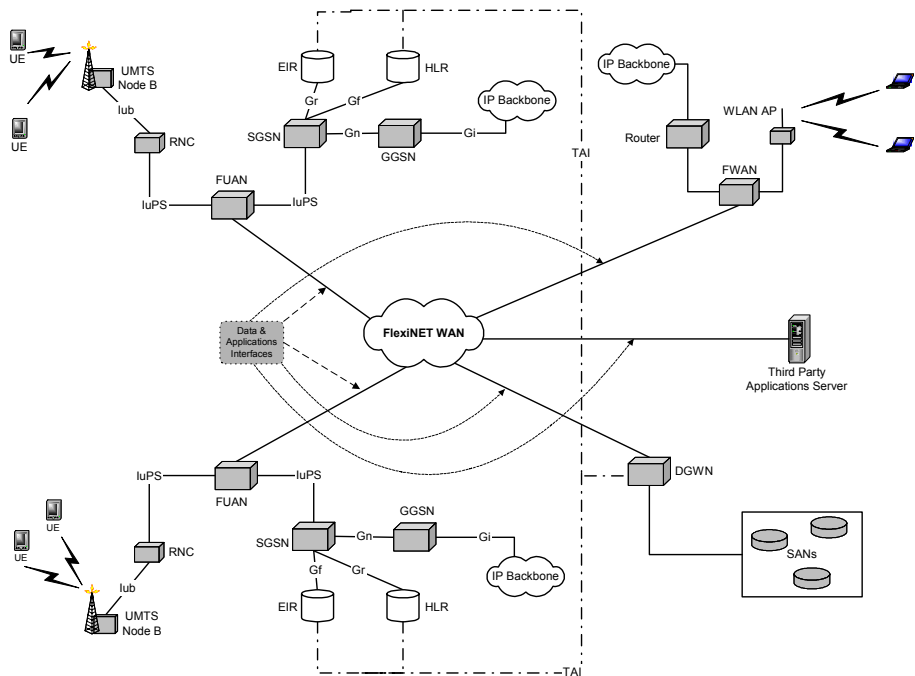 UE
UMTS
Node B
Iub
UE
RNC
IuPS
FUAN
IuPS
EIR
HLR
Gr
Gf
SGSN
Gn
GGSN
Gi
IP Backbone
TAI
IP Backbone
Router
WLAN AP
FWAN
Data &
Applications
Interfaces
FlexiNET WAN
Third Party
Applications Server
DGWN
SANs
IuPS
FUAN
IuPS
UE
UE
RNC
Iub
UMTS
Node B
SGSN
Gn
GGSN
Gi
IP Backbone
Gf
Gr
EIR
HLR
TAI